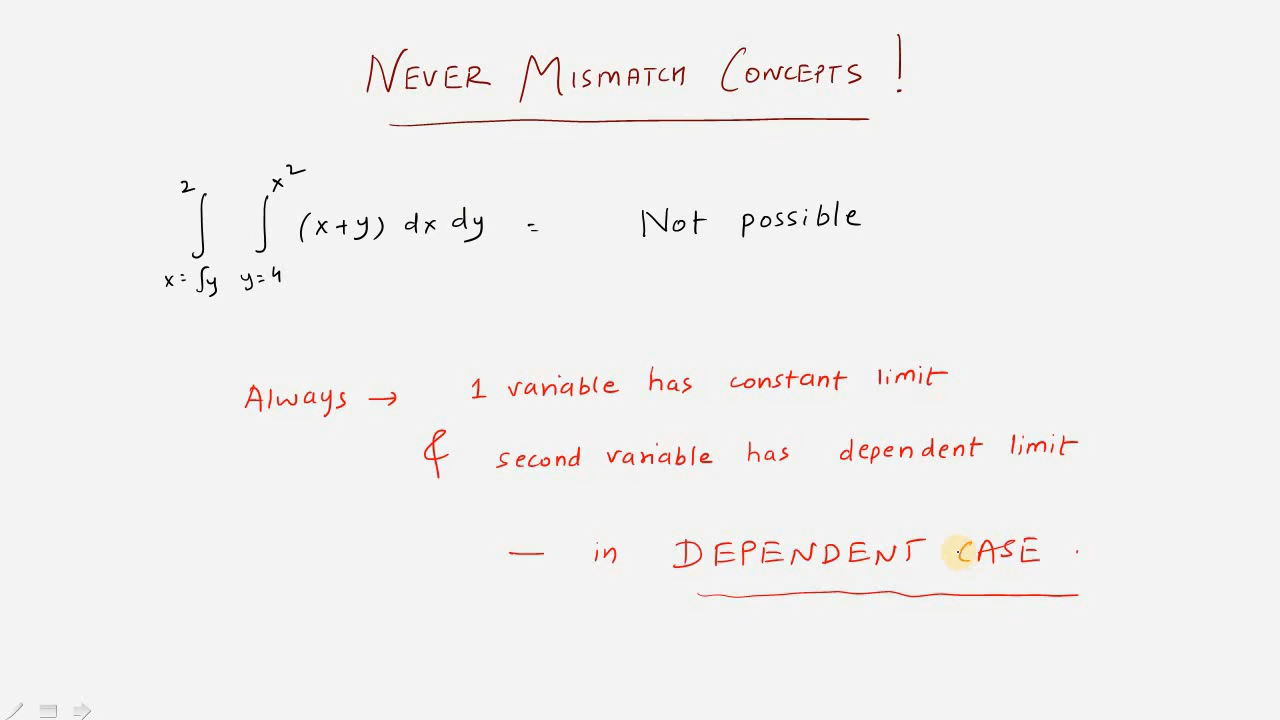 NEVER MISMATCH CONCEPTS !
2 x²
∫ ∫ (x+y) dx dy = Not possible
x = √y y=4
Always → 1 variable has constant limit
& second variable has dependent limit
— in DEPENDENT CASE .